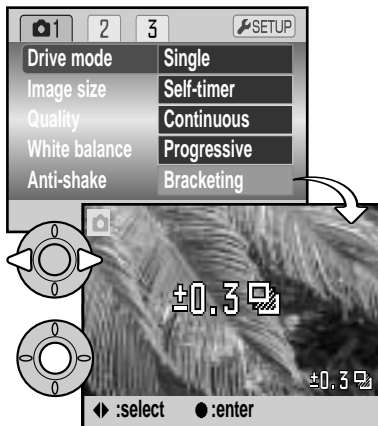 1 2 3 SETUP
Drive mode Single
Image size Self-timer
Quality Continuous
White balance Progressive
Anti-shake Bracketing
±0.3
±0.3
:select :enter